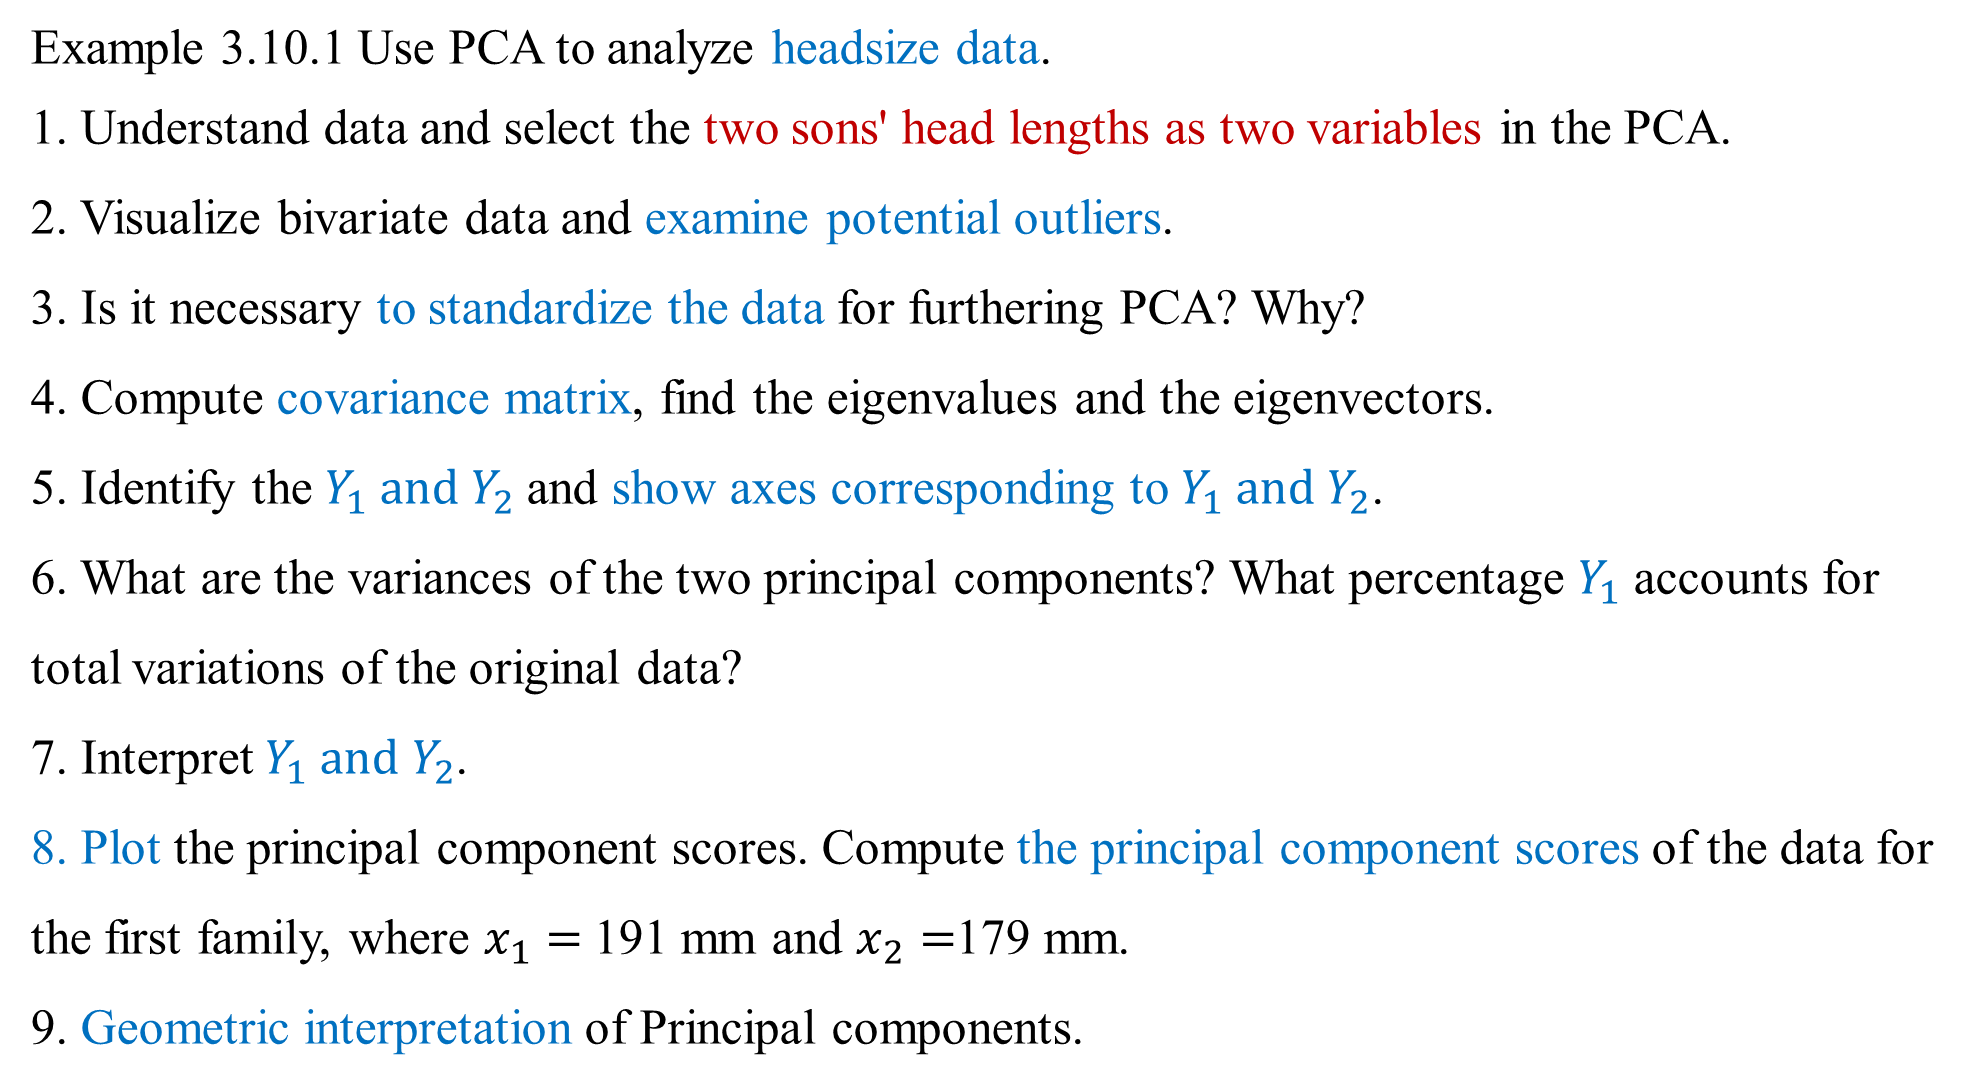 Example 3.10.1 Use PCA to analyze headsize data.
1. Understand data and select the two sons' head lengths as two variables in the PCA.
2. Visualize bivariate data and examine potential outliers.
3. Is it necessary to standardize the data for furthering PCA? Why?
4. Compute covariance matrix, find the eigenvalues and the eigenvectors.
5. Identify the Y₁ and Y₂ and show axes corresponding to Y₁ and Y₂.
6. What are the variances of the two principal components? What percentage Y₁ accounts for
total variations of the original data?
7. Interpret Y₁ and Y₂.
8. Plot the principal component scores. Compute the principal component scores of the data for
the first family, where x₁ = 191 mm and x₂ =179 mm.
9. Geometric interpretation of Principal components.